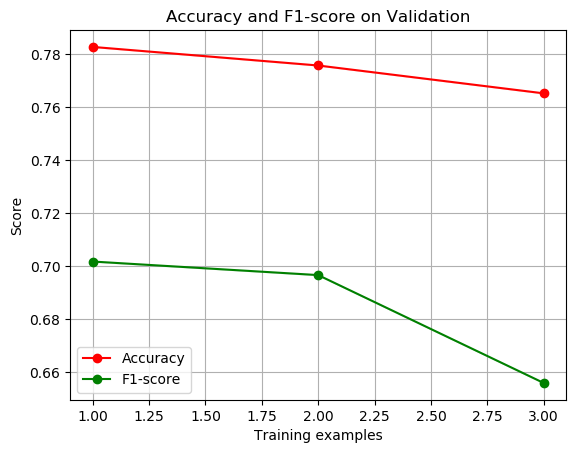 Accuracy and F1-score on Validation
Score
0.78
0.76
0.74
0.72
0.70
0.68
0.66
Accuracy
F1-score
1.00 1.25 1.50 1.75 2.00 2.25 2.50 2.75 3.00
Training examples